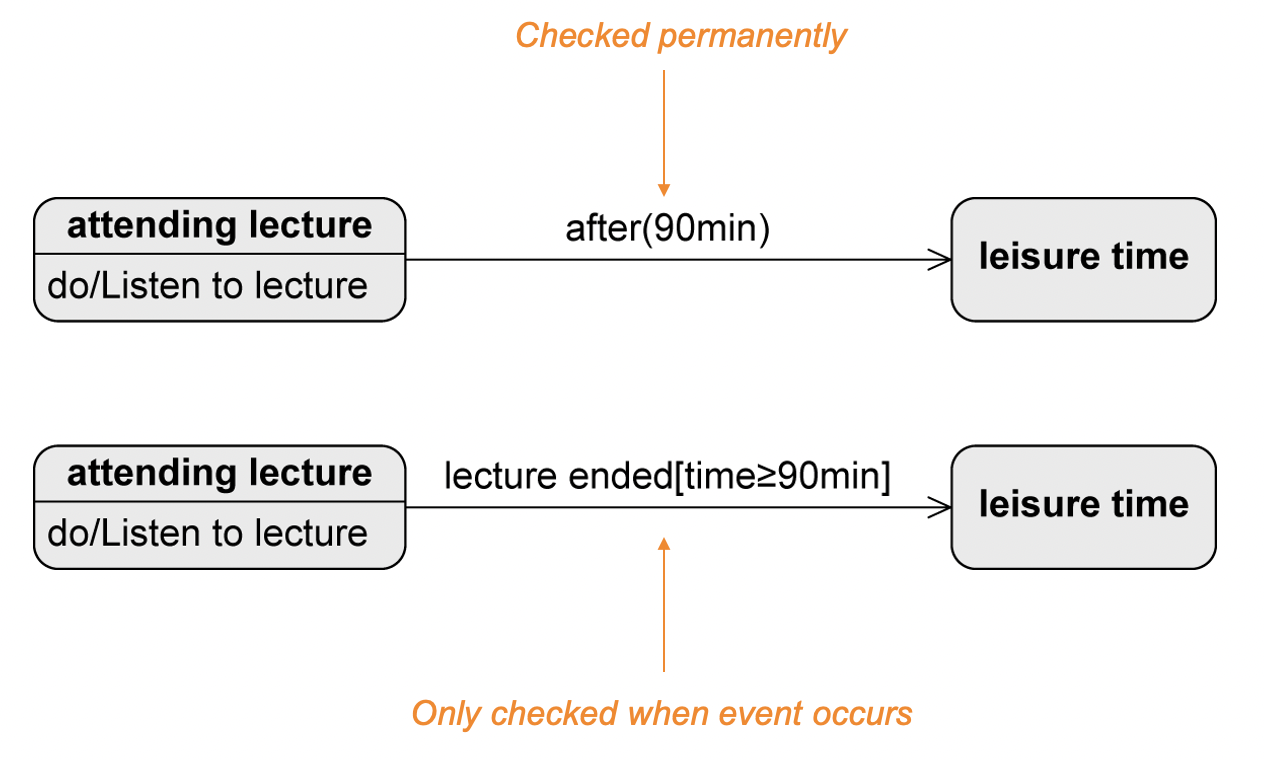 Checked permanently
attending lecture
after(90min)
leisure time
do/Listen to lecture
attending lecture
lecture ended[time≥90min]
leisure time
do/Listen to lecture
Only checked when event occurs